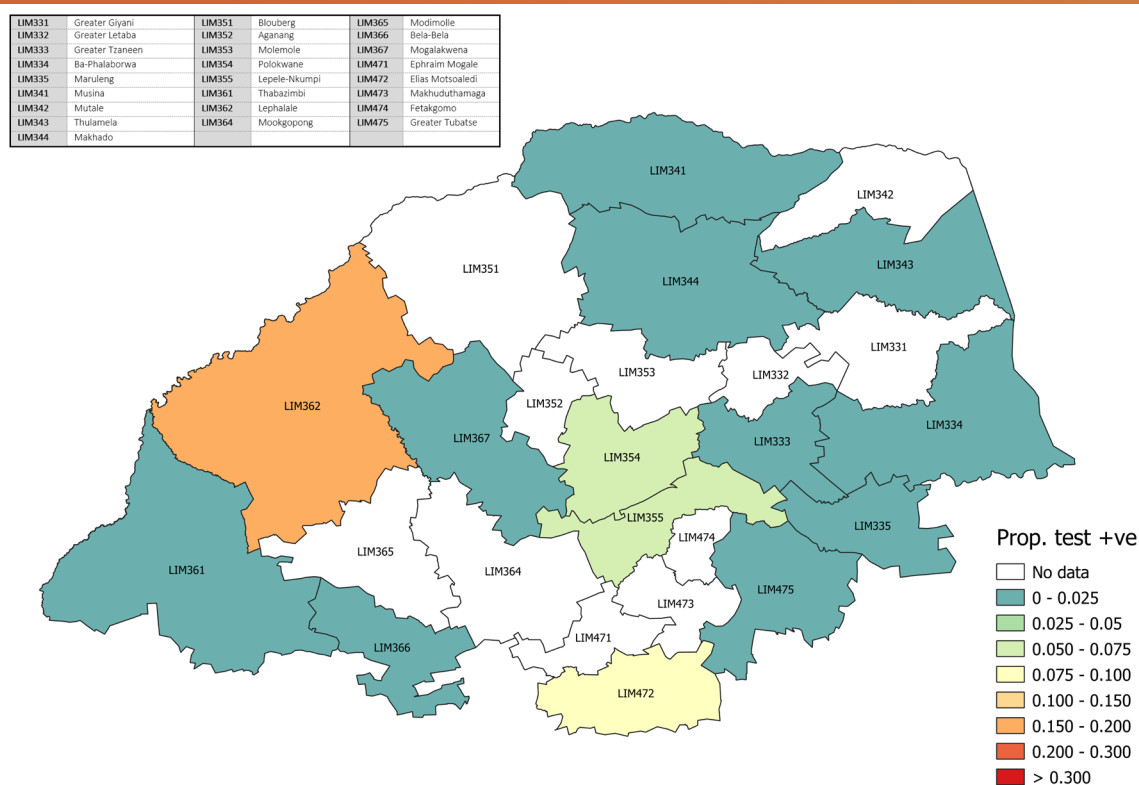 LIM331 Greater Giyani LIM351 Blouberg LIM365 Modimolle
LIM332 Greater Letaba LIM352 Aganang LIM366 Bela-Bela
LIM333 Greater Tzaneen LIM353 Molemole LIM367 Mogalakwena
LIM334 Ba-Phalaborwa LIM354 Polokwane LIM471 Ephraim Mogale
LIM335 Maruleng LIM355 Lepele-Nkumpi LIM472 Elias Motsoaledi
LIM341 Musina LIM361 Thabazimbi LIM473 Makhuduthamaga
LIM342 Mutale LIM362 Lephalale LIM474 Fetakgomo
LIM343 Thulamela LIM364 Mookgopong LIM475 Greater Tubatse
LIM344 Makhado
LIM341
LIM342
LIM351
LIM343
LIM344
LIM331
LIM353
LIM332
LIM352
LIM362
LIM334
LIM367
LIM333
LIM354
LIM355
LIM335
LIM474
LIM365
LIM364
LIM361
LIM475
LIM473
LIM471
LIM366
LIM472
Prop. test +ve
No data
0 - 0.025
0.025 - 0.05
0.050 - 0.075
0.075 - 0.100
0.100 - 0.150
0.150 - 0.200
0.200 - 0.300
> 0.300